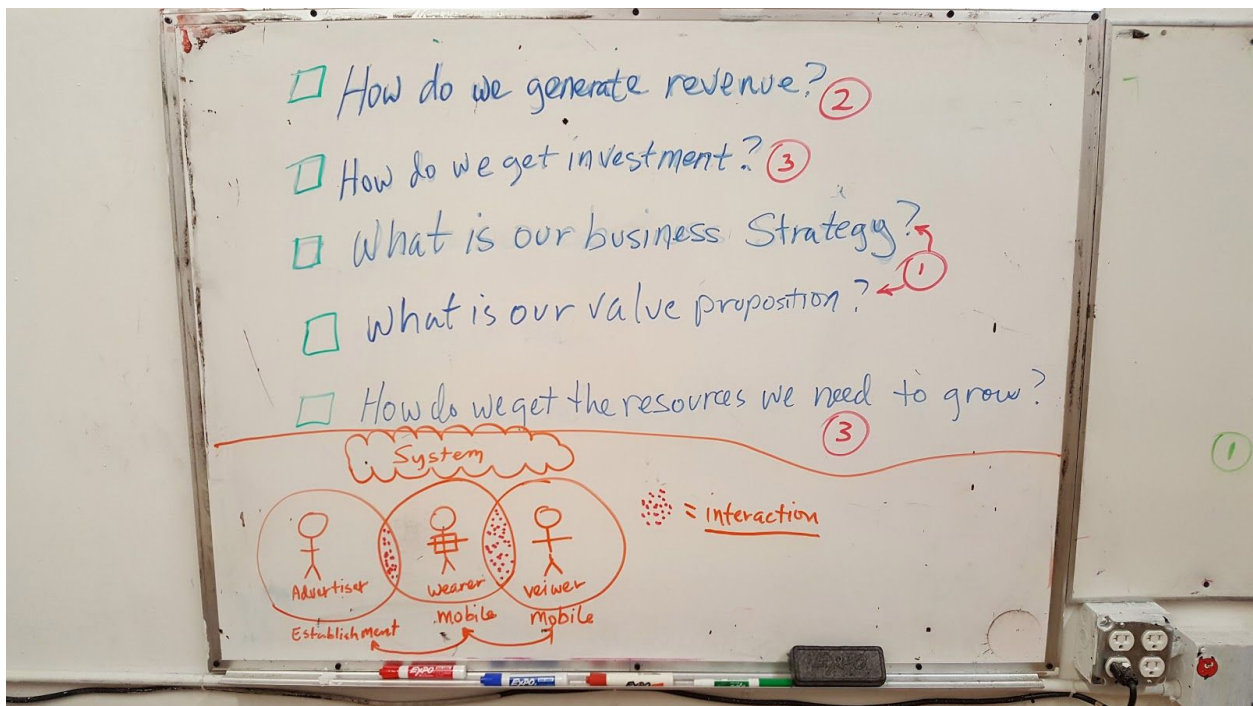 How do we generate revenue? 2
How do we get investment? 3
What is our business Strategy?
1
What is our value proposition?
How do we get the resources we need to grow?
3
System
= interaction
Advertiser wearer veiwer
Establishment mobile mobile
EXPO EXPO EXPO
1